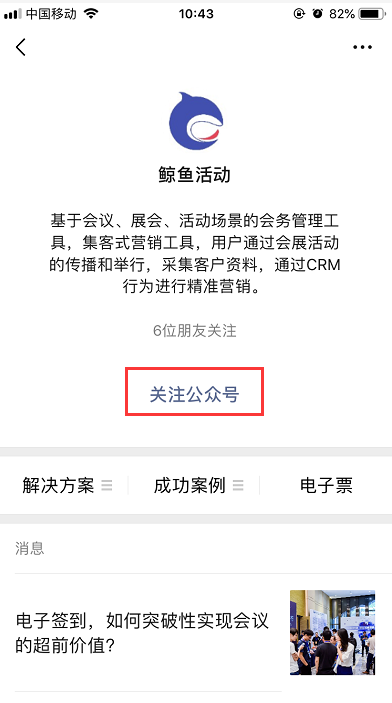 中国移动
10:43
82%
鲸鱼活动
基于会议、展会、活动场景的会务管理工
具，集客式营销工具，用户通过会展活动
的传播和举行，采集客户资料，通过CRM
行为进行精准营销。
6位朋友关注
关注公众号
解决方案
成功案例
电子票
消息
电子签到，如何突破性实现会议
的超前价值？